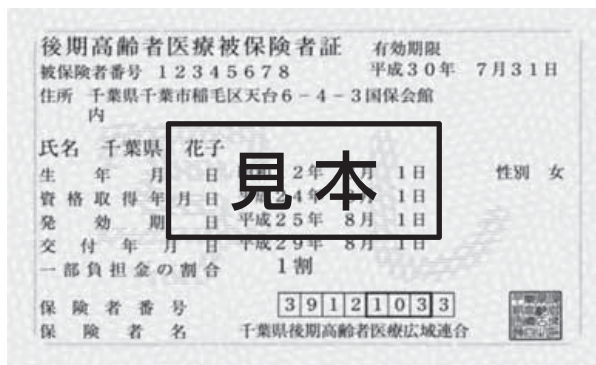 後期高齢者医療被保険者証 有効期限
被保険者番号 12345678 平成30年 7月31日
住所 千葉県千葉市稲毛区天台6-4-3国保会館
内
氏名 千葉県 花子
見本
生年月日 2年 月 1日 性別 女
資格取得年月日 24年 月 1日
発効期日 平成25年 8月 1日
交付年月日 平成29年 8月 1日
一部負担金の割合 1割
保険者番号 39121033
保険者名 千葉県後期高齢者医療広域連合